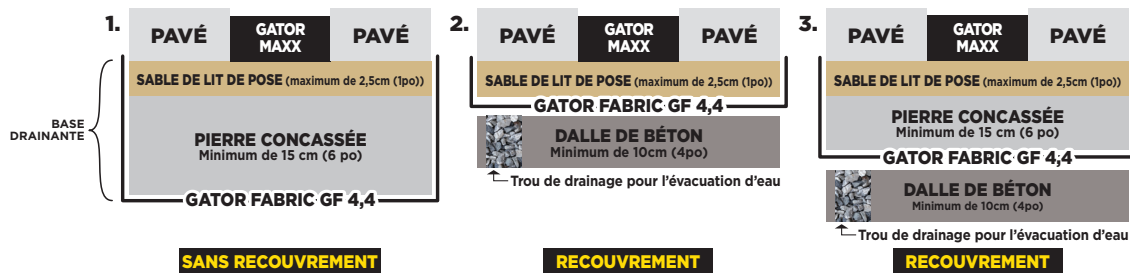 1.
PAVÉ
GATOR
MAXX
PAVÉ
SABLE DE LIT DE POSE (maximum de 2,5cm (1po))
BASE
DRAINANTE
PIERRE CONCASSÉE
Minimum de 15 cm (6 po)
GATOR FABRIC GF 4,4
SANS RECOUVREMENT
2.
PAVÉ
GATOR
MAXX
PAVÉ
SABLE DE LIT DE POSE (maximum de 2,5cm (1po))
GATOR FABRIC GF 4,4
DALLE DE BÉTON
Minimum de 10cm (4po)
Trou de drainage pour l'évacuation d'eau
RECOUVREMENT
3.
PAVÉ
GATOR
MAXX
PAVÉ
SABLE DE LIT DE POSE (maximum de 2,5cm (1po))
PIERRE CONCASSÉE
Minimum de 15 cm (6 po)
GATOR FABRIC GF 4,4
DALLE DE BÉTON
Minimum de 10cm (4po)
Trou de drainage pour l'évacuation d'eau
RECOUVREMENT